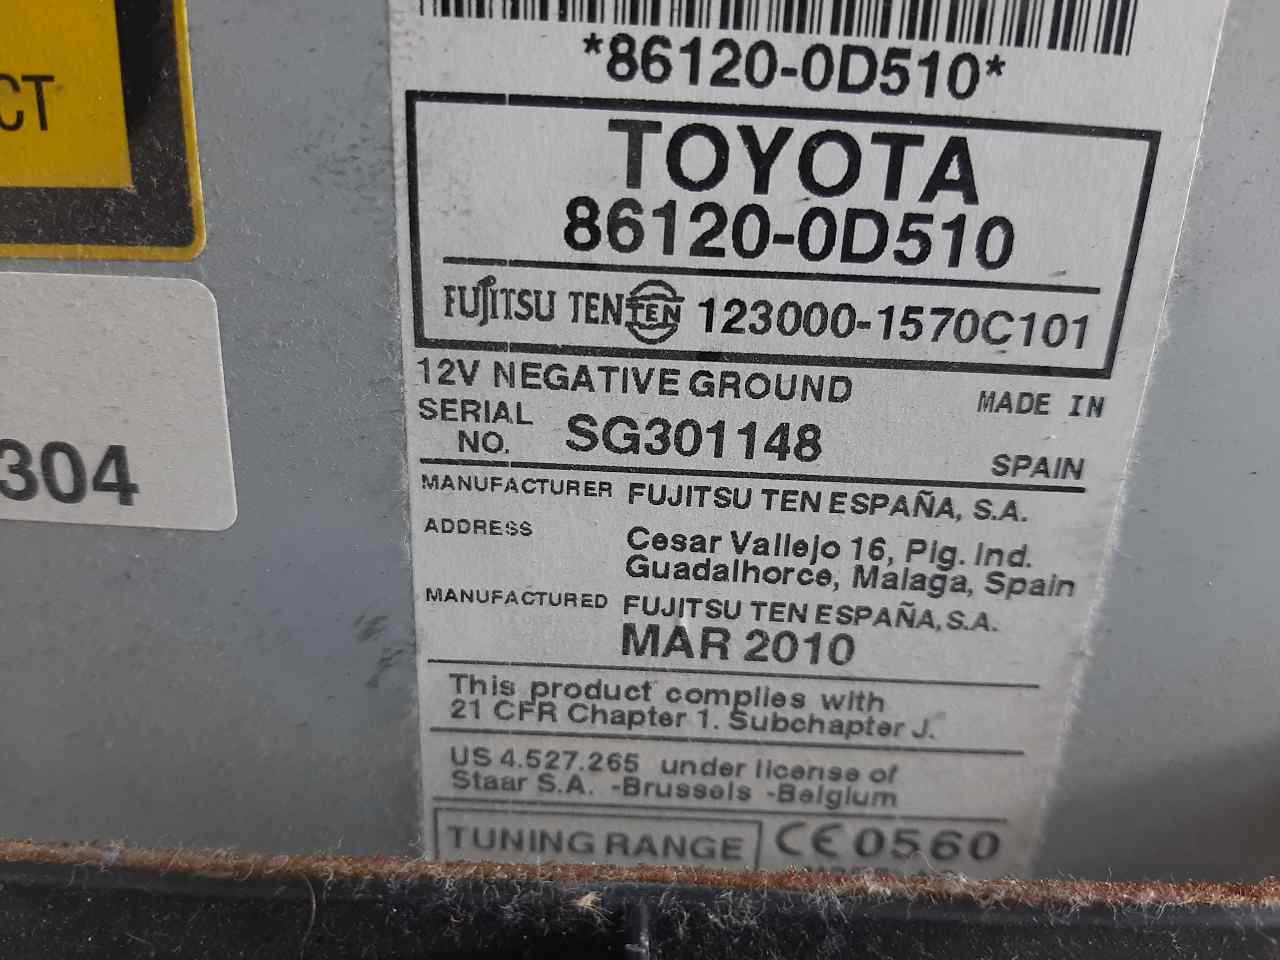 *86120-0D510*
CT
TOYOTA
86120-0D510
FUJITSU TEN TEN 123000-1570C101
12V NEGATIVE GROUND
MADE IN
SERIAL
NO. SG301148
SPAIN
304
MANUFACTURER FUJITSU TEN ESPAÑA, S.A.
ADDRESS Cesar Vallejo 16, Plg. Ind.
Guadalhorce, Malaga, Spain
MANUFACTURED FUJITSU TEN ESPAÑA, S.A.
MAR 2010
This product complies with
21 CFR Chapter 1. Subchapter J.
US 4.527.265 under license of
Staar S.A. -Brussels -Belgium
TUNING RANGE CE0560